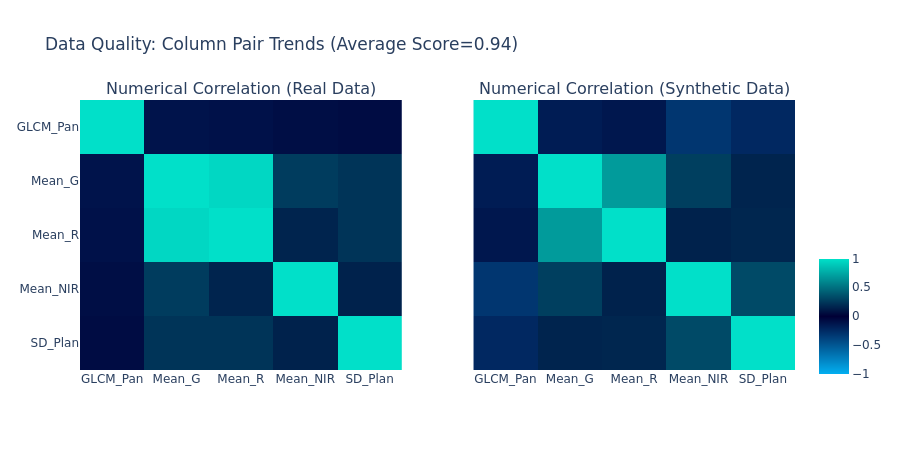 Data Quality: Column Pair Trends (Average Score=0.94)
Numerical Correlation (Real Data)
Numerical Correlation (Synthetic Data)
GLCM_Pan
Mean_G
Mean_R
Mean_NIR
SD_Plan
GLCM_Pan Mean_G Mean_R Mean_NIR SD_Plan
GLCM_Pan Mean_G Mean_R Mean_NIR SD_Plan
1
0.5
0
−0.5
−1